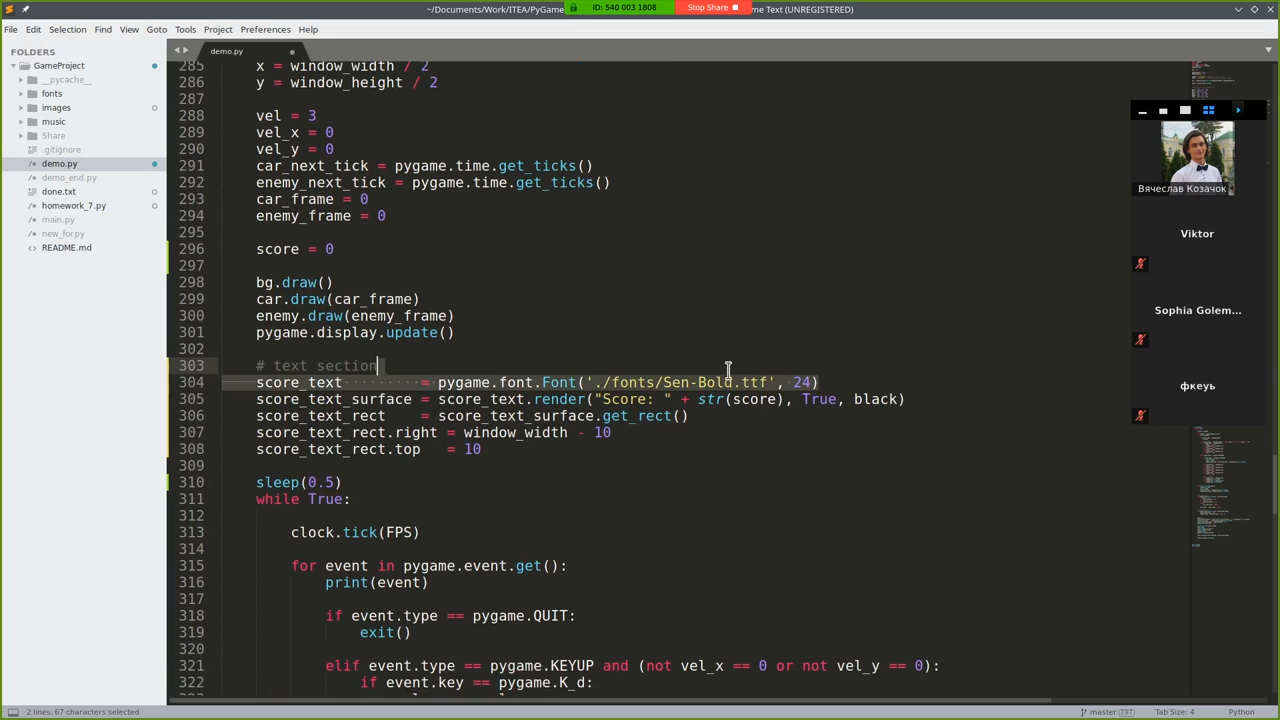 ~/Documents/Work/ITEA/PyGame
ID: 540 003 1808
Stop Share
me Text (UNREGISTERED)
File Edit Selection Find View Goto Tools Project Preferences Help
FOLDERS
GameProject
__pycache__
fonts
images
music
Share
.gitignore
demo.py
demo_end.py
done.txt
homework_7.py
main.py
new_for.py
README.md
demo.py
285 x = window_width / 2
286 y = window_height / 2
287
288 vel = 3
289 vel_x = 0
290 vel_y = 0
291 car_next_tick = pygame.time.get_ticks()
292 enemy_next_tick = pygame.time.get_ticks()
293 car_frame = 0
294 enemy_frame = 0
295
296 score = 0
297
298 bg.draw()
299 car.draw(car_frame)
300 enemy.draw(enemy_frame)
301 pygame.display.update()
302
303 # text section
304 score_text = pygame.font.Font('./fonts/Sen-Bold.ttf', 24)
305 score_text_surface = score_text.render("Score: " + str(score), True, black)
306 score_text_rect = score_text_surface.get_rect()
307 score_text_rect.right = window_width - 10
308 score_text_rect.top = 10
309
310 sleep(0.5)
311 while True:
312
313 clock.tick(FPS)
314
315 for event in pygame.event.get():
316 print(event)
317
318 if event.type == pygame.QUIT:
319 exit()
320
321 elif event.type == pygame.KEYUP and (not vel_x == 0 or not vel_y == 0):
322 if event.key == pygame.K_d:
Вячеслав Козачок
Viktor
Sophia Golem...
фкеуь
2 lines, 67 characters selected
master 197
Tab Size: 4
Python